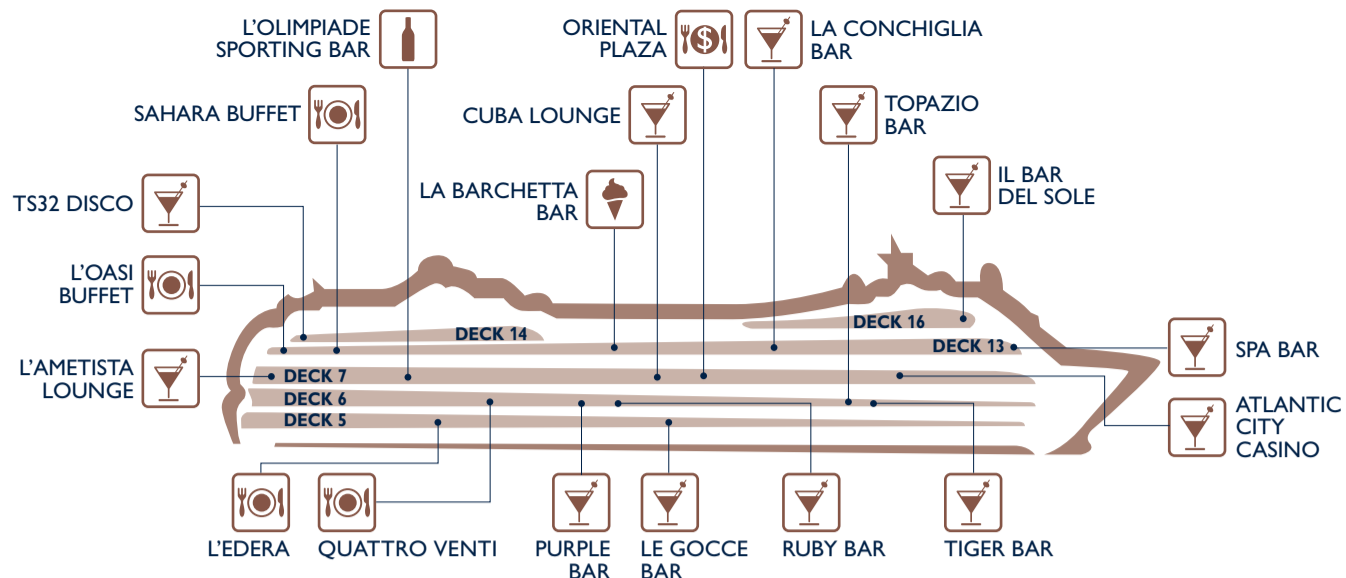 L'OLIMPIADE
SPORTING BAR
ORIENTAL
PLAZA
$
LA CONCHIGLIA
BAR
SAHARA BUFFET
CUBA LOUNGE
TOPAZIO
BAR
TS32 DISCO
LA BARCHETTA
BAR
IL BAR
DEL SOLE
L'OASI
BUFFET
DECK 14
DECK 16
DECK 13
SPA BAR
L'AMETISTA
LOUNGE
DECK 7
DECK 6
DECK 5
ATLANTIC
CITY
CASINO
L'EDERA
QUATTRO VENTI
PURPLE
BAR
LE GOCCE
BAR
RUBY BAR
TIGER BAR